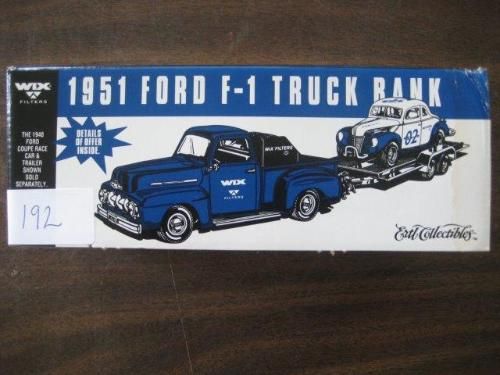 WIX
FILTERS
1951 FORD F-1 TRUCK BANK
DETAILS
OF OFFER
INSIDE
THE 1940
FORD
COUPE RACE
CAR &
TRAILER
SHOWN
SOLD
SEPARATELY.
192
WIX FILTERS
WIX
FILTERS
92
Ertl Collectibles